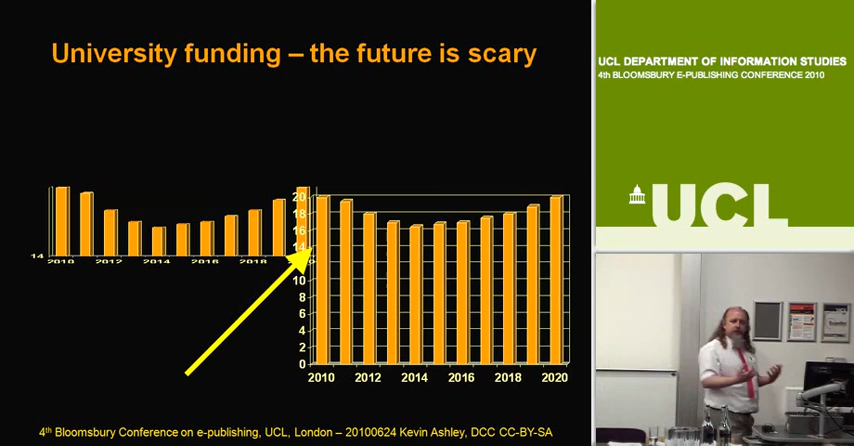 University funding – the future is scary
14
2010 2012 2014 2016 2018
20
18
16
14
10
8
6
4
2
0
2010 2012 2014 2016 2018 2020
4th Bloomsbury Conference on e-publishing, UCL, London – 20100624 Kevin Ashley, DCC CC-BY-SA
UCL DEPARTMENT OF INFORMATION STUDIES
4th BLOOMSBURY E-PUBLISHING CONFERENCE 2010
UCL